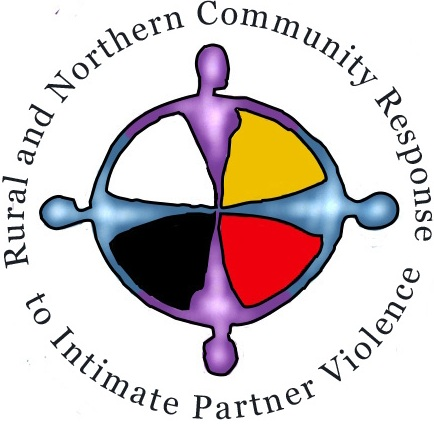 Rural and Northern Community Response
to Intimate Partner Violence